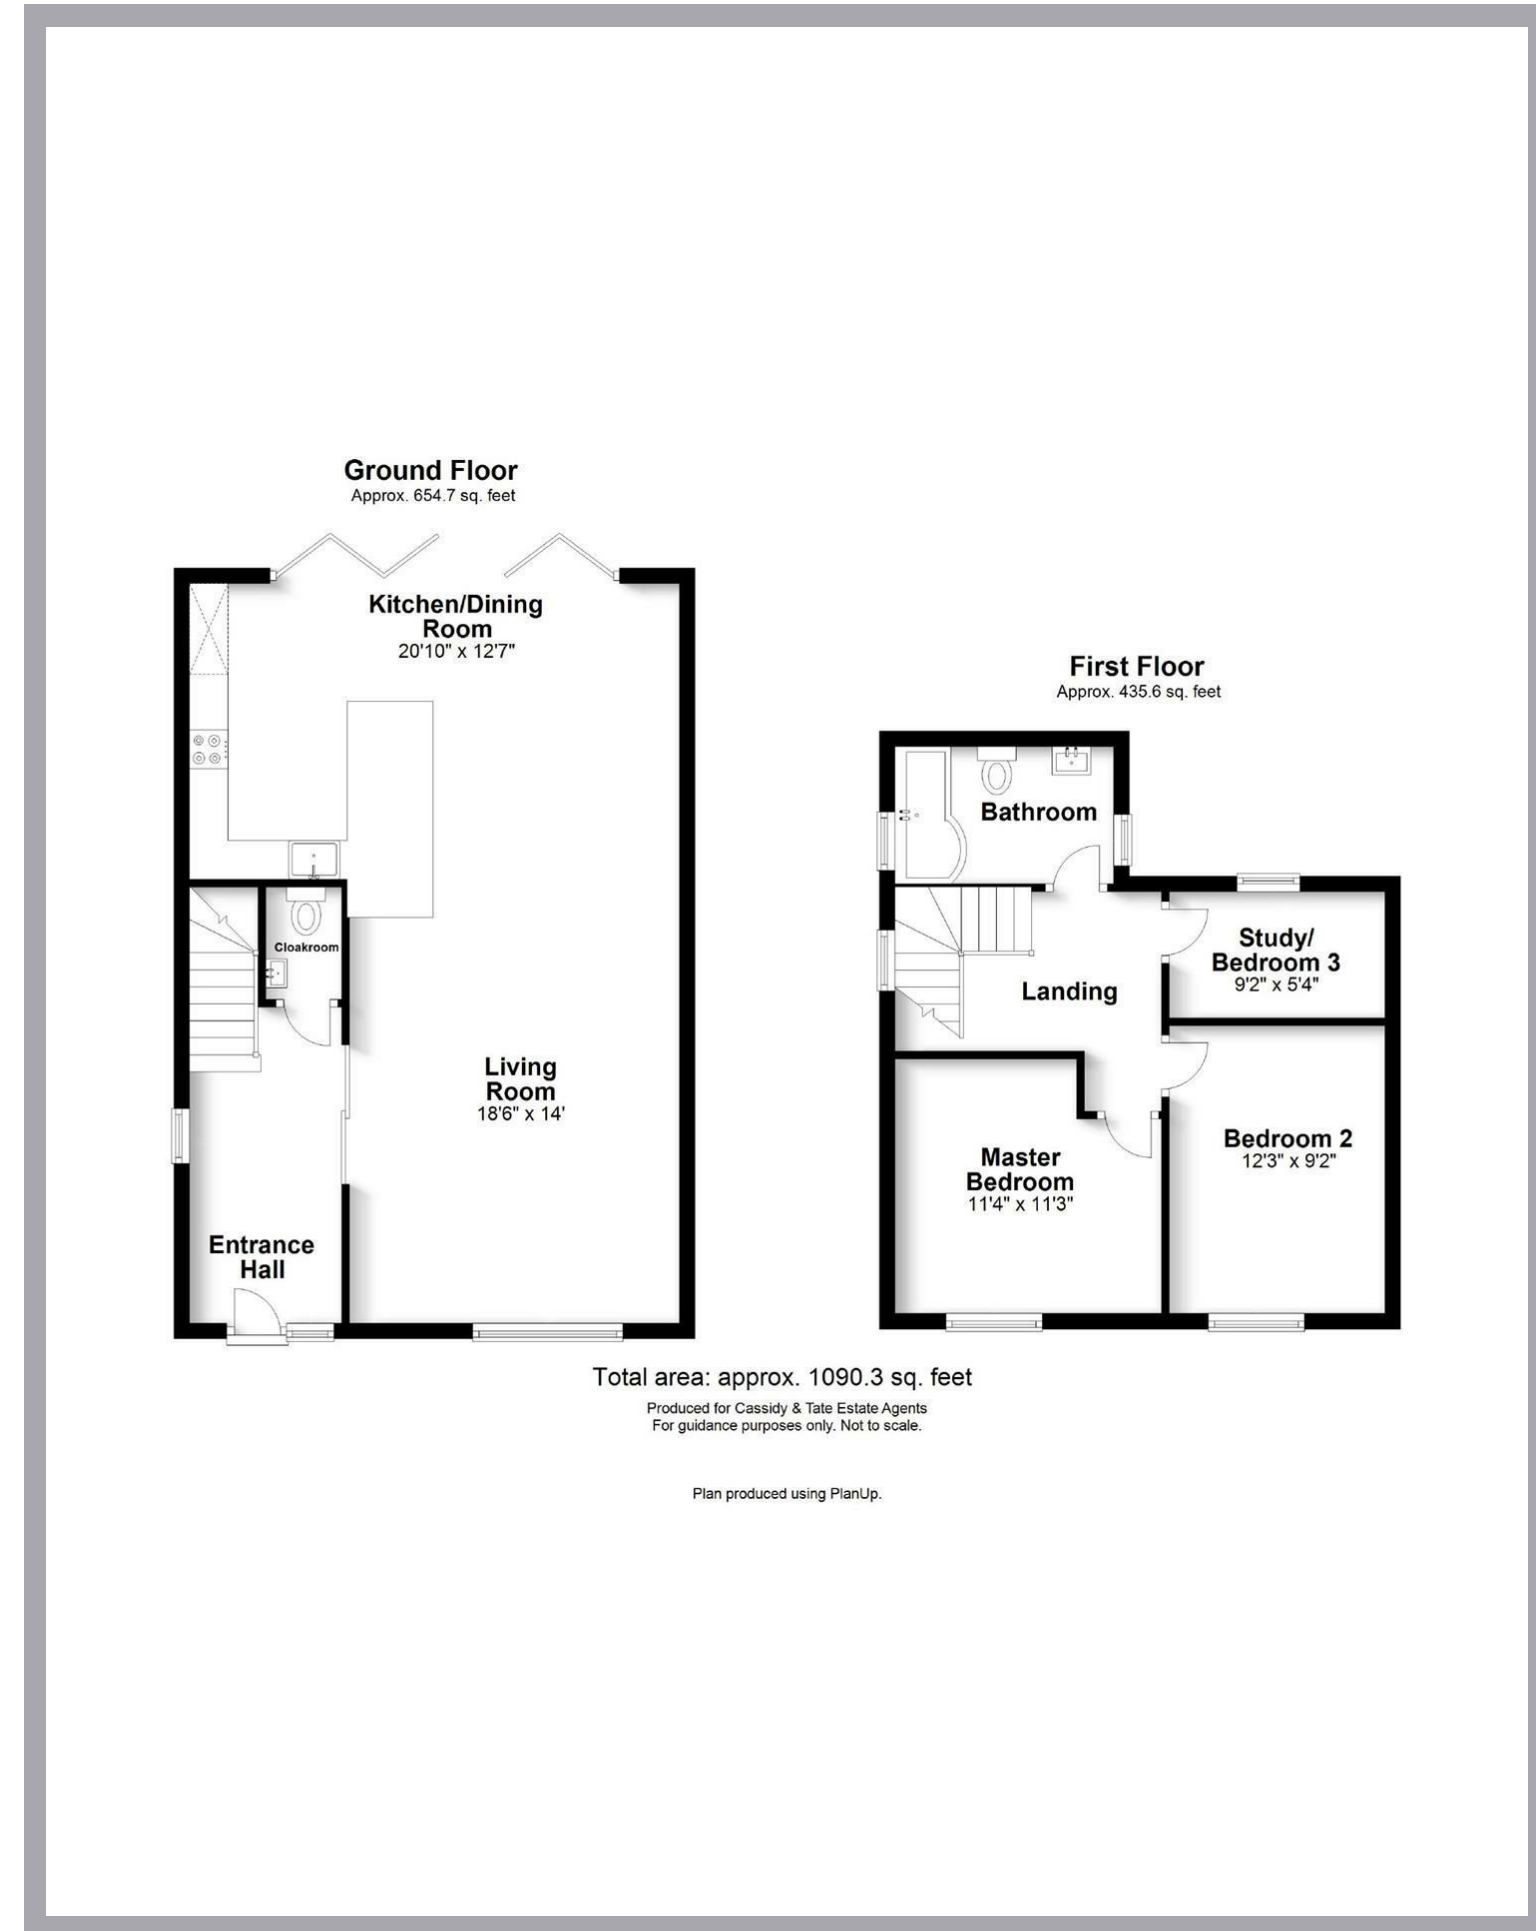 Ground Floor
Approx. 654.7 sq. feet
Kitchen/Dining
Room
20'10" x 12'7"
Cloakroom
Living
Room
18'6" x 14'
Entrance
Hall
First Floor
Approx. 435.6 sq. feet
Bathroom
Study/
Bedroom 3
9'2" x 5'4"
Landing
Master
Bedroom
11'4" x 11'3"
Bedroom 2
12'3" x 9'2"
Total area: approx. 1090.3 sq. feet
Produced for Cassidy & Tate Estate Agents
For guidance purposes only. Not to scale.
Plan produced using PlanUp.